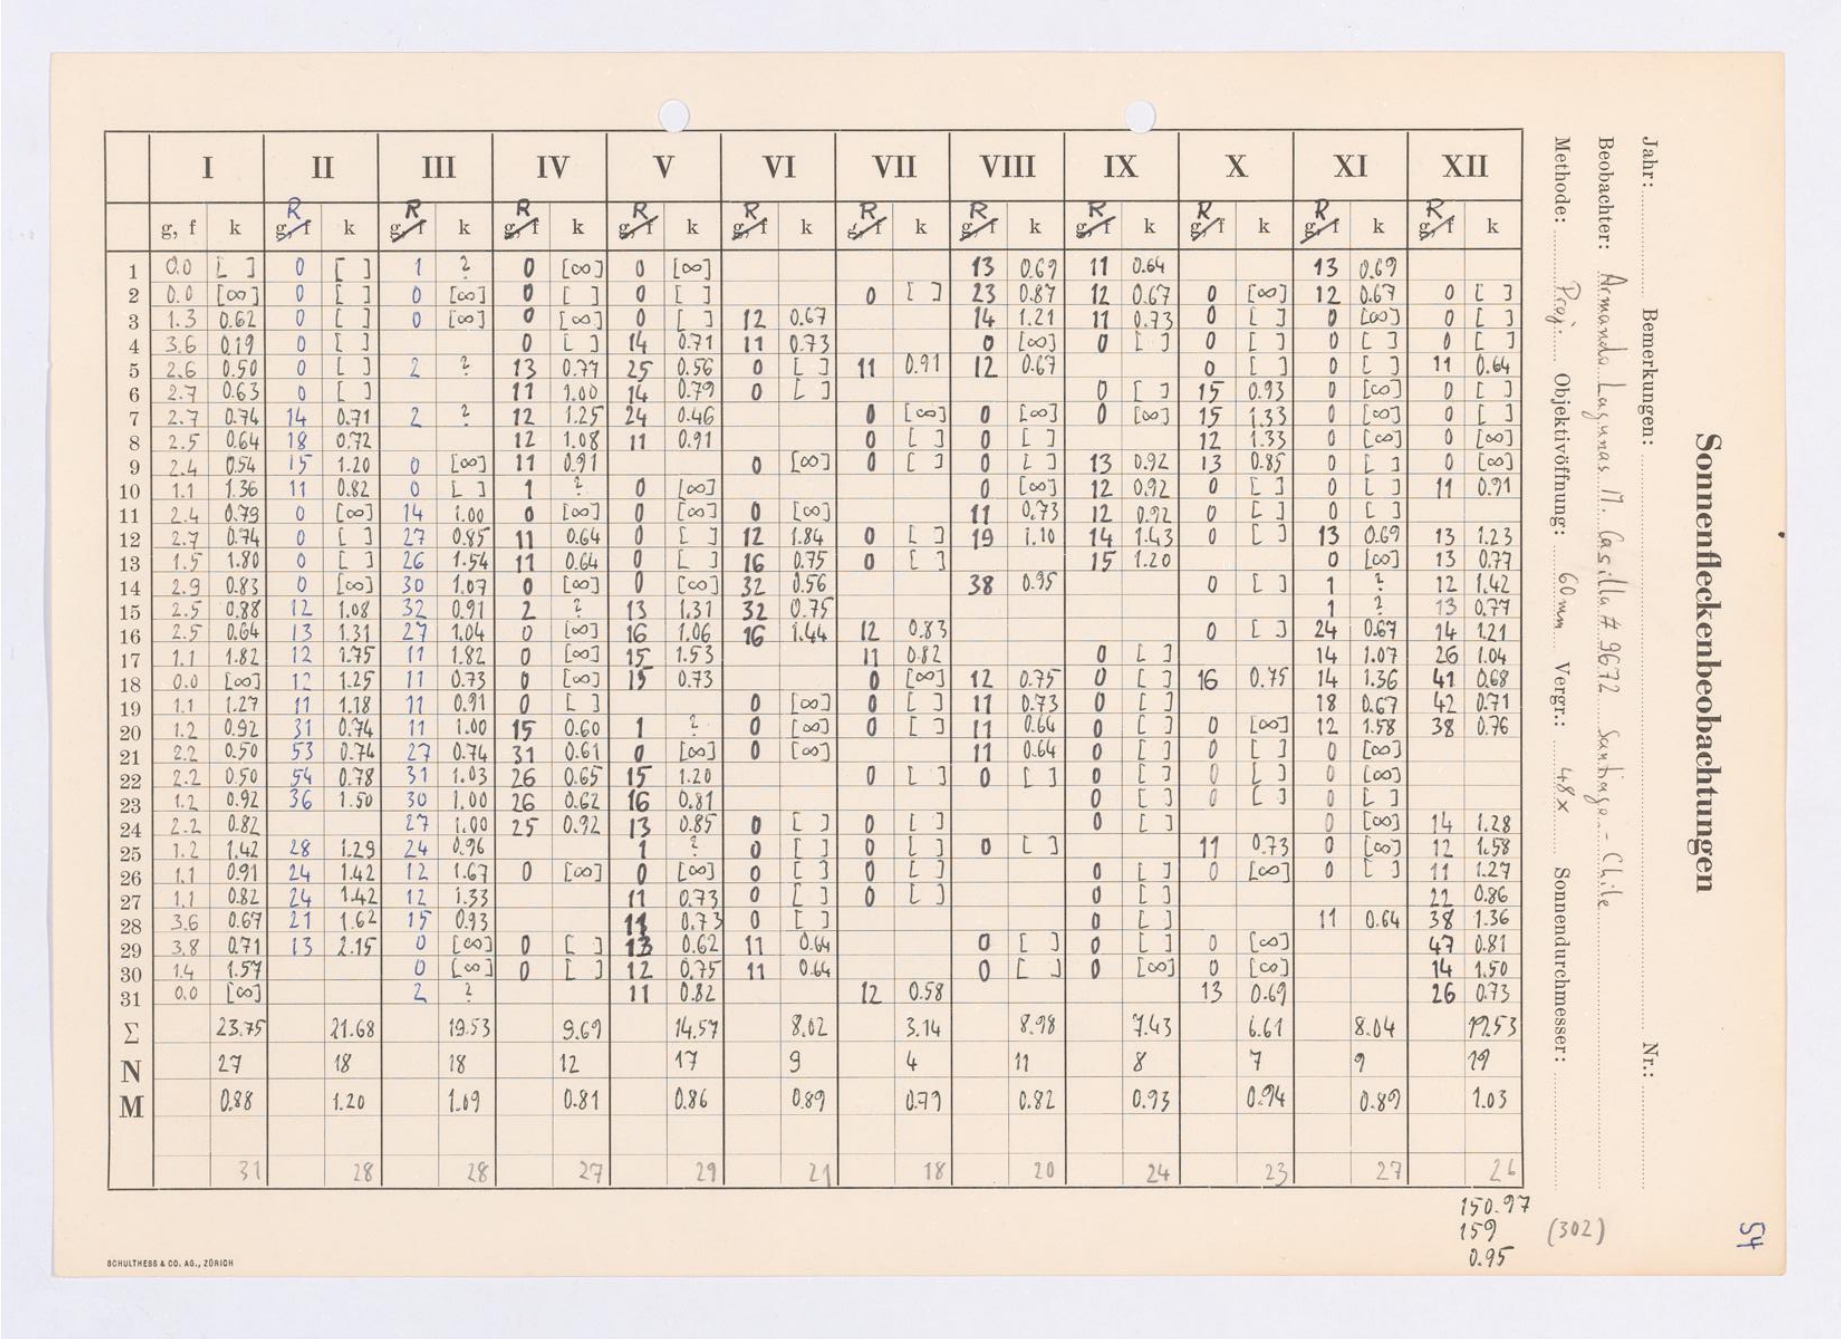 I II III IV V VI VII VIII IX X XI XII
R R R R R R R R R R R
g, f k g, f k g, f k g, f k g, f k g, f k g, f k g, f k g, f k g, f k g, f k g, f k
1 0.0 [ ] 0 [ ] 1 ? 0 [∞] 0 [∞] 13 0.69 11 0.64 13 0.69
2 0.0 [∞] 0 [ ] 0 [∞] 0 [ ] 0 [ ] 0 [ ] 23 0.87 12 0.67 0 [∞] 12 0.67 0 [ ]
3 1.3 0.62 0 [ ] 0 [∞] 0 [∞] 0 [ ] 12 0.67 14 1.21 11 0.73 0 [ ] 0 [∞] 0 [ ]
4 3.6 0.19 0 [ ] 0 [ ] 14 0.71 11 0.73 0 [∞] 0 [ ] 0 [ ] 0 [ ] 0 [ ]
5 2.6 0.50 0 [ ] 2 ? 13 0.77 25 0.56 0 [ ] 11 0.91 12 0.67 0 [ ] 0 [ ] 11 0.64
6 2.7 0.63 0 [ ] 11 1.00 14 0.79 0 [ ] 0 [ ] 15 0.93 0 [∞] 0 [ ]
7 2.7 0.74 14 0.71 2 ? 12 1.25 24 0.46 0 [∞] 0 [∞] 0 [∞] 15 1.33 0 [∞] 0 [ ]
8 2.5 0.64 18 0.72 12 1.08 11 0.91 0 [ ] 0 [ ] 12 1.33 0 [∞] 0 [∞]
9 2.4 0.54 15 1.20 0 [∞] 11 0.91 0 [∞] 0 [ ] 0 [ ] 13 0.92 13 0.85 0 [ ] 0 [∞]
10 1.1 1.36 11 0.82 0 [ ] 1 ? 0 [∞] 0 [∞] 12 0.92 0 [ ] 0 [ ] 11 0.91
11 2.4 0.79 0 [∞] 14 1.00 0 [∞] 0 [∞] 0 [∞] 11 0.73 12 0.92 0 [ ] 0 [ ]
12 2.7 0.74 0 [ ] 27 0.85 11 0.64 0 [ ] 12 1.84 0 [ ] 19 1.10 14 1.43 0 [ ] 13 0.69 13 1.23
13 1.5 1.80 0 [ ] 26 1.54 11 0.64 0 [ ] 16 0.75 0 [ ] 15 1.20 0 [∞] 13 0.77
14 2.9 0.83 0 [∞] 30 1.07 0 [∞] 0 [∞] 32 0.56 38 0.95 0 [ ] 1 ? 12 1.42
15 2.5 0.88 12 1.08 32 0.91 2 ? 13 1.31 32 0.75 1 ? 13 0.77
16 2.5 0.64 13 1.31 27 1.04 0 [∞] 16 1.06 16 1.44 12 0.83 0 [ ] 24 0.67 14 1.21
17 1.1 1.82 12 1.75 11 1.82 0 [∞] 15 1.53 11 0.82 0 [ ] 14 1.07 26 1.04
18 0.0 [∞] 12 1.25 11 0.73 0 [∞] 15 0.73 0 [∞] 12 0.75 0 [ ] 16 0.75 14 1.36 41 0.68
19 1.1 1.27 11 1.18 11 0.91 0 [ ] 0 [∞] 0 [ ] 11 0.73 0 [ ] 18 0.67 42 0.71
20 1.2 0.92 31 0.74 11 1.00 15 0.60 1 ? 0 [∞] 0 [ ] 11 0.64 0 [ ] 0 [∞] 12 1.58 38 0.76
21 2.2 0.50 53 0.74 27 0.74 31 0.61 0 [∞] 0 [∞] 11 0.64 0 [ ] 0 [ ] 0 [∞]
22 2.2 0.50 54 0.78 31 1.03 26 0.65 15 1.20 0 [ ] 0 [ ] 0 [ ] 0 [ ] 0 [∞]
23 1.2 0.92 36 1.50 30 1.00 26 0.62 16 0.81 0 [ ] 0 [ ] 0 [ ]
24 2.2 0.82 27 1.00 25 0.92 13 0.85 0 [ ] 0 [ ] 0 [ ] 0 [∞] 14 1.28
25 1.2 1.42 28 1.29 24 0.96 1 ? 0 [ ] 0 [ ] 0 [ ] 11 0.73 0 [∞] 12 1.58
26 1.1 0.91 24 1.42 12 1.67 0 [∞] 0 [∞] 0 [ ] 0 [ ] 0 [ ] 0 [∞] 0 [ ] 11 1.27
27 1.1 0.82 24 1.42 12 1.33 11 0.73 0 [ ] 0 [ ] 0 [ ] 22 0.86
28 3.6 0.67 21 1.62 15 0.93 11 0.73 0 [ ] 0 [ ] 11 0.64 38 1.36
29 3.8 0.71 13 2.15 0 [∞] 0 [ ] 13 0.62 11 0.64 0 [ ] 0 [ ] 0 [∞] 47 0.81
30 1.4 1.57 0 [∞] 0 [ ] 12 0.75 11 0.64 0 [ ] 0 [∞] 0 [∞] 14 1.50
31 0.0 [∞] 2 ? 11 0.82 12 0.58 13 0.69 26 0.73
Σ 23.75 21.68 19.53 9.69 14.57 8.02 3.14 8.98 7.43 6.61 8.04 19.53
N 27 18 18 12 17 9 4 11 8 7 9 19
M 0.88 1.20 1.09 0.81 0.86 0.89 0.79 0.82 0.93 0.94 0.89 1.03
31 28 28 27 29 21 18 20 24 23 27 26
150.97
159
0.95
(302)
54
SCHULTHESS & CO. AG., ZÜRICH
Sonnenfleckenbeobachtungen
Jahr: Bemerkungen: Nr.:
Beobachter: Armando Lagunas M. Casilla # 9672 Santiago - Chile
Methode: Proj. Objektivöffnung: 60 mm Vergr.: 48x Sonnendurchmesser: